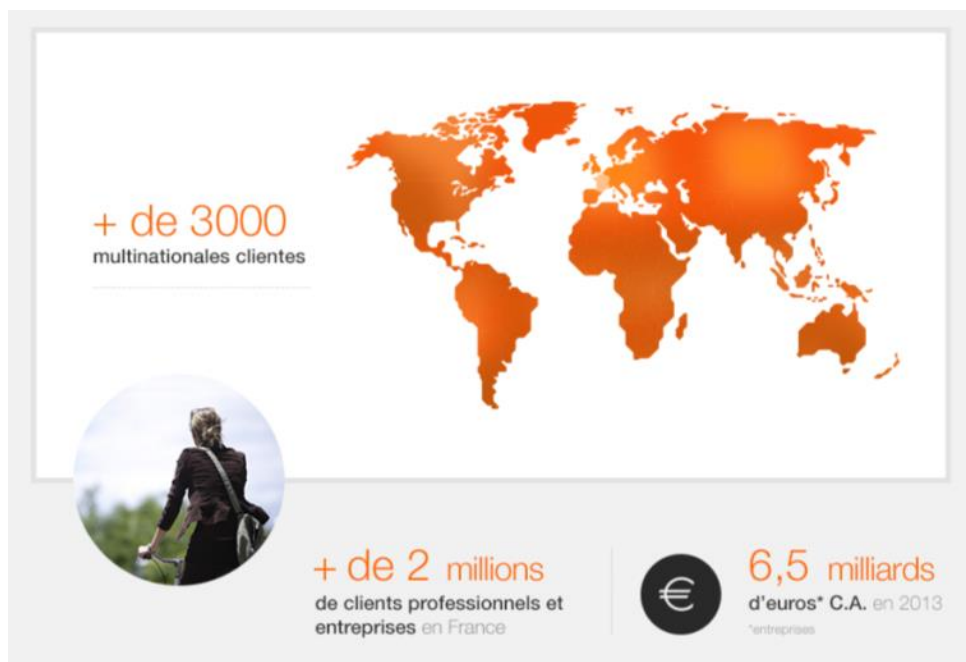 + de 3000
multinationales clientes
+ de 2 millions
de clients professionnels et
entreprises en France
€
6,5 milliards
d'euros* C.A. en 2013
*entreprises